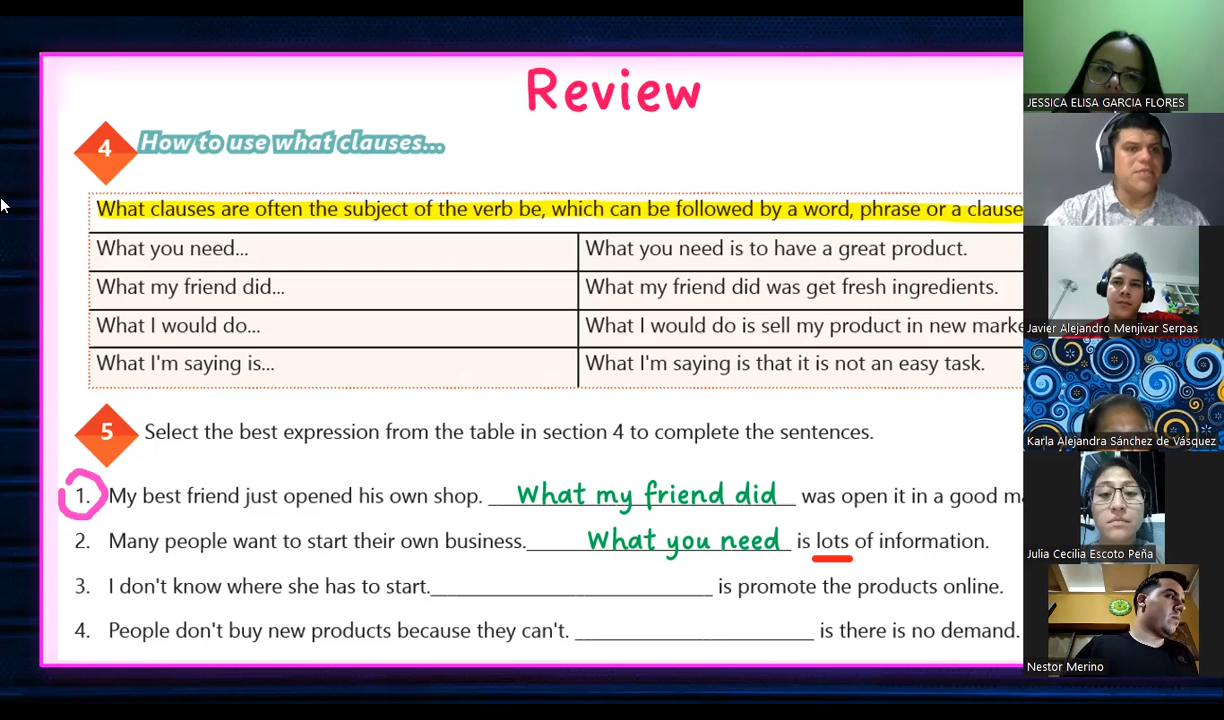 Review
4 How to use what clauses...
What clauses are often the subject of the verb be, which can be followed by a word, phrase or a clause
What you need... What you need is to have a great product.
What my friend did... What my friend did was get fresh ingredients.
What I would do... What I would do is sell my product in new marke
What I'm saying is... What I'm saying is that it is not an easy task.
5 Select the best expression from the table in section 4 to complete the sentences.
1. My best friend just opened his own shop. What my friend did was open it in a good ma
2. Many people want to start their own business. What you need is lots of information.
3. I don't know where she has to start. is promote the products online.
4. People don't buy new products because they can't. is there is no demand.
JESSICA ELISA GARCIA FLORES
Javier Alejandro Menjivar Serpas
Karla Alejandra Sánchez de Vásquez
Julia Cecilia Escoto Peña
Nestor Merino